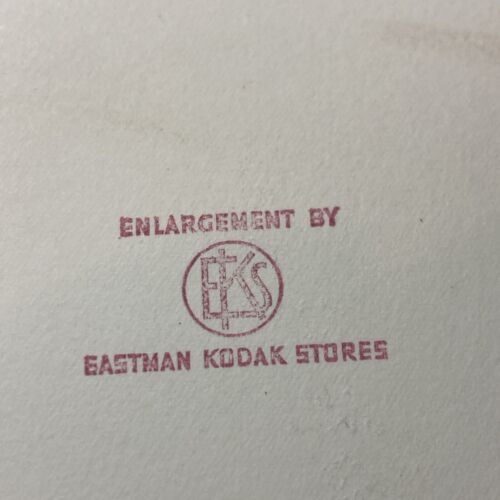 ENLARGEMENT BY
EKS
EASTMAN KODAK STORES